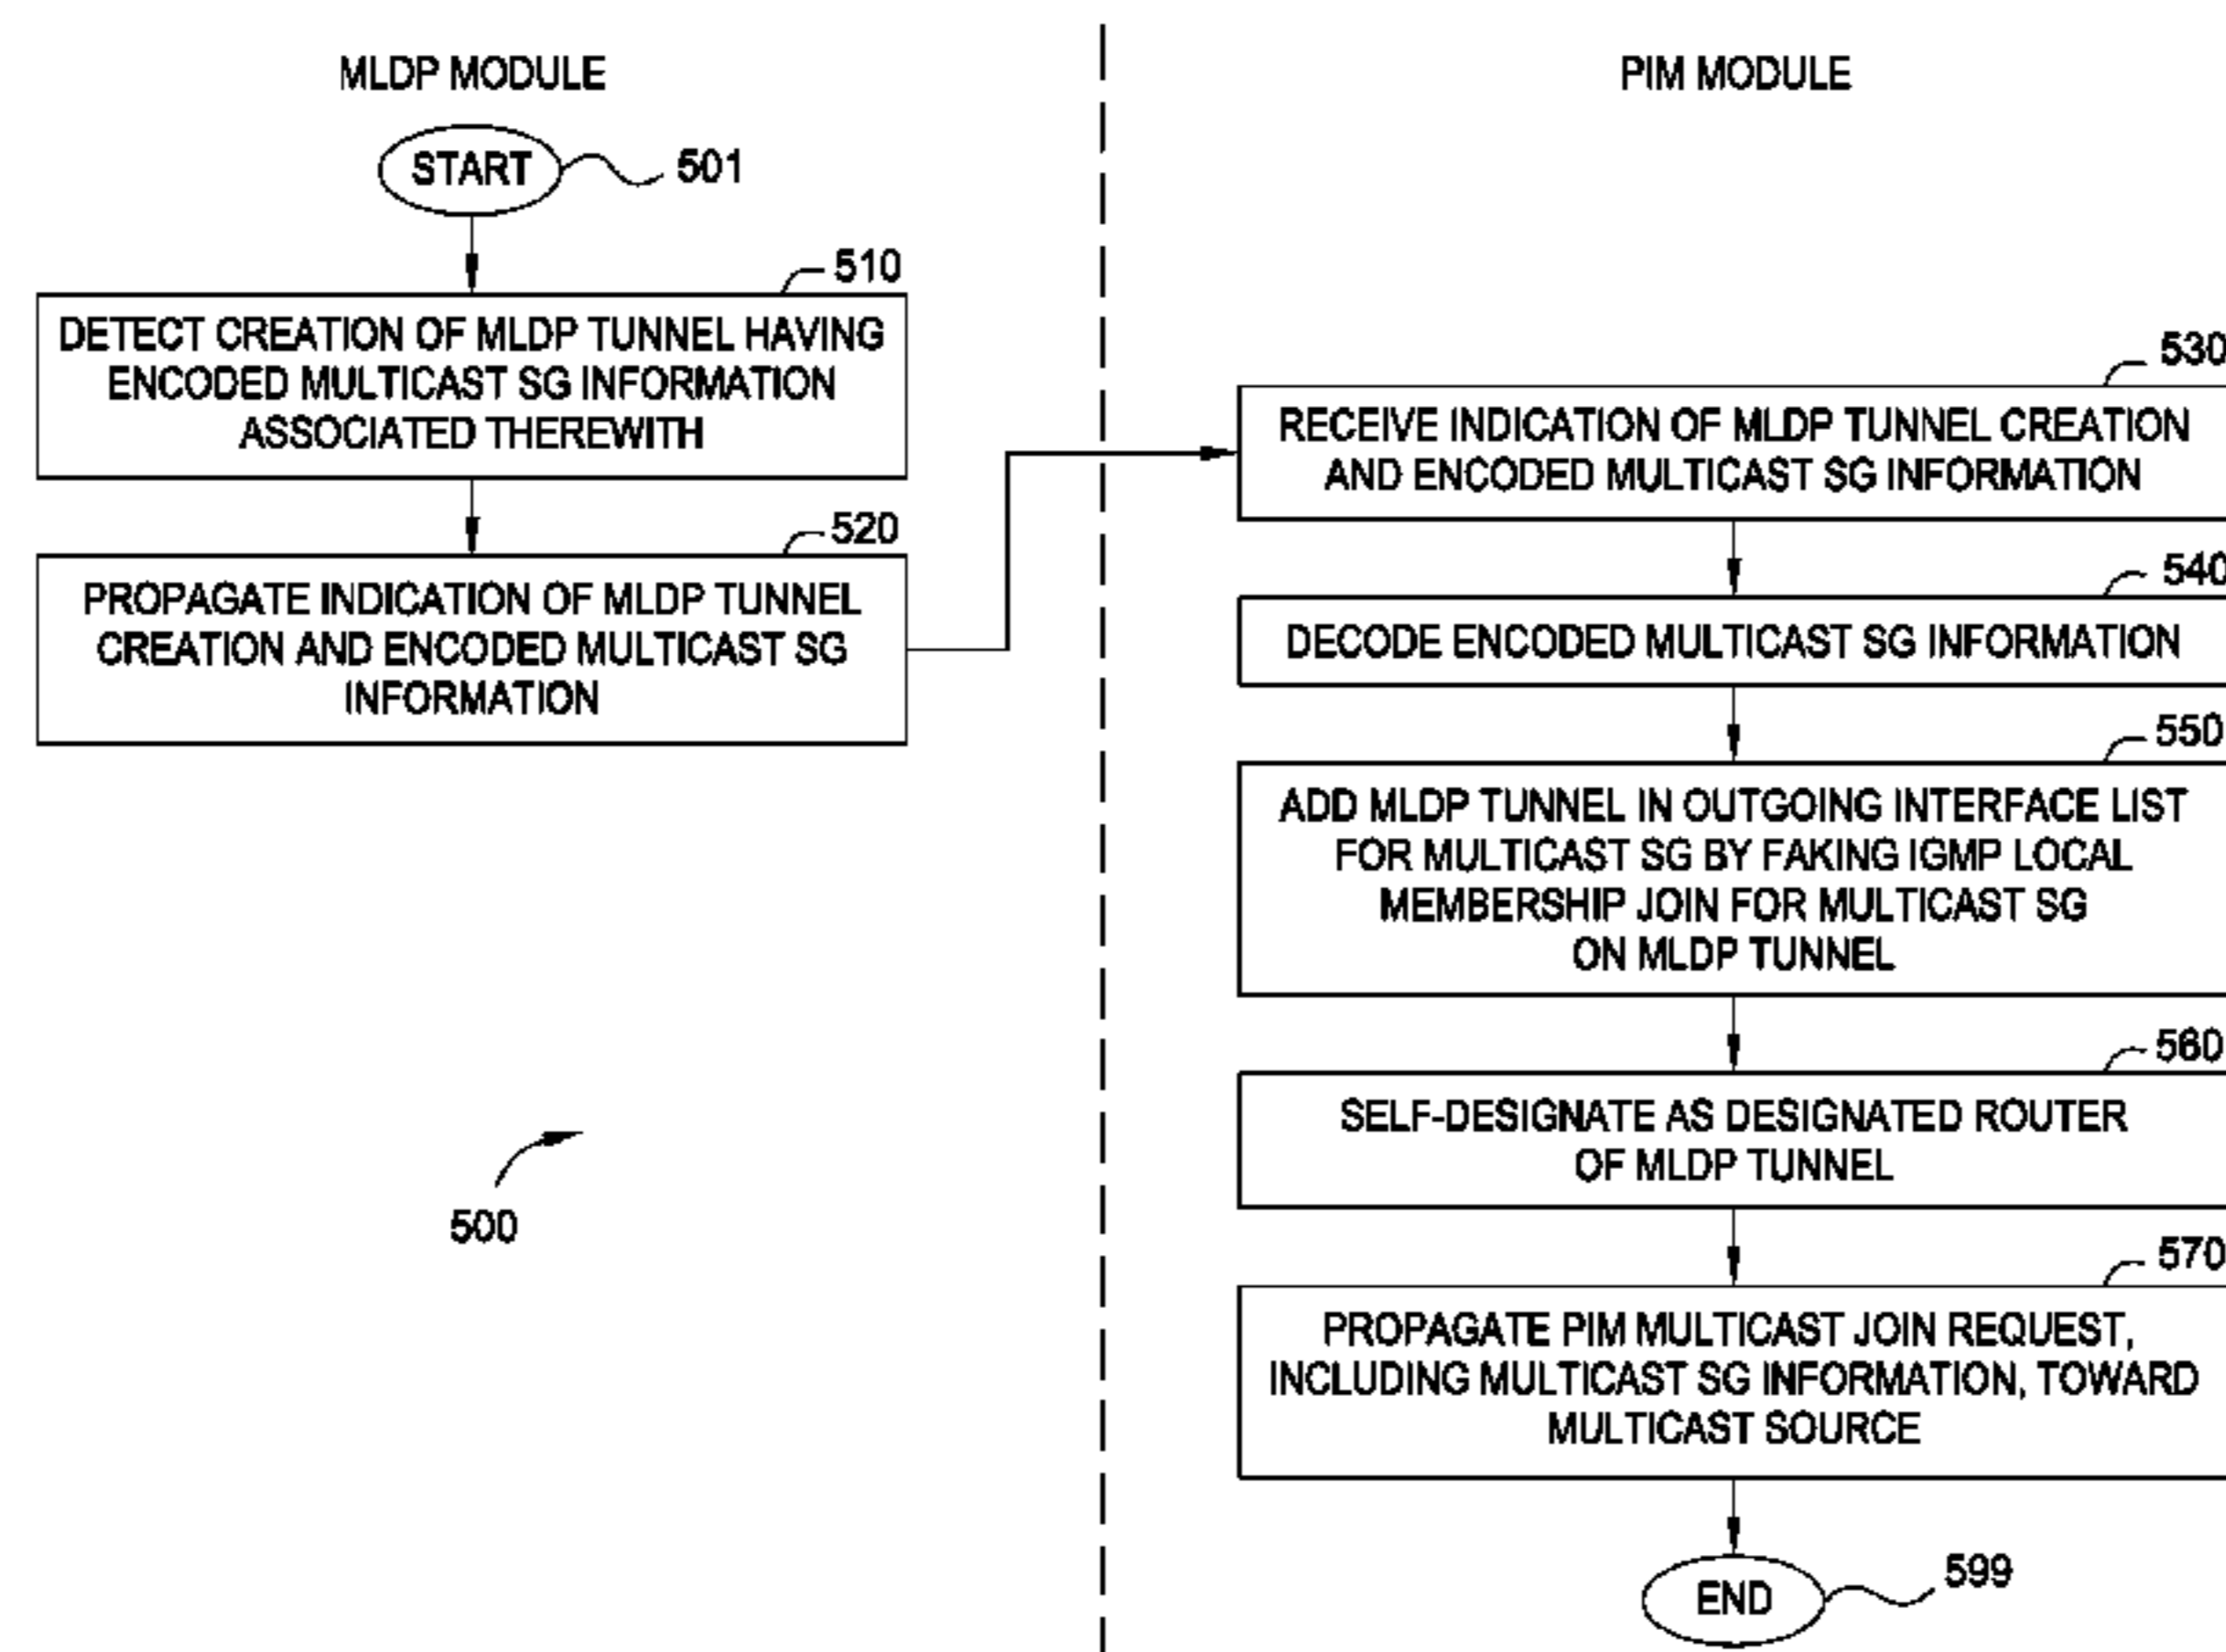 MLDP MODULE
START
501
510
DETECT CREATION OF MLDP TUNNEL HAVING
ENCODED MULTICAST SG INFORMATION
ASSOCIATED THEREWITH
520
PROPAGATE INDICATION OF MLDP TUNNEL
CREATION AND ENCODED MULTICAST SG
INFORMATION
500
PIM MODULE
530
RECEIVE INDICATION OF MLDP TUNNEL CREATION
AND ENCODED MULTICAST SG INFORMATION
540
DECODE ENCODED MULTICAST SG INFORMATION
550
ADD MLDP TUNNEL IN OUTGOING INTERFACE LIST
FOR MULTICAST SG BY FAKING IGMP LOCAL
MEMBERSHIP JOIN FOR MULTICAST SG
ON MLDP TUNNEL
560
SELF-DESIGNATE AS DESIGNATED ROUTER
OF MLDP TUNNEL
570
PROPAGATE PIM MULTICAST JOIN REQUEST,
INCLUDING MULTICAST SG INFORMATION, TOWARD
MULTICAST SOURCE
END
599